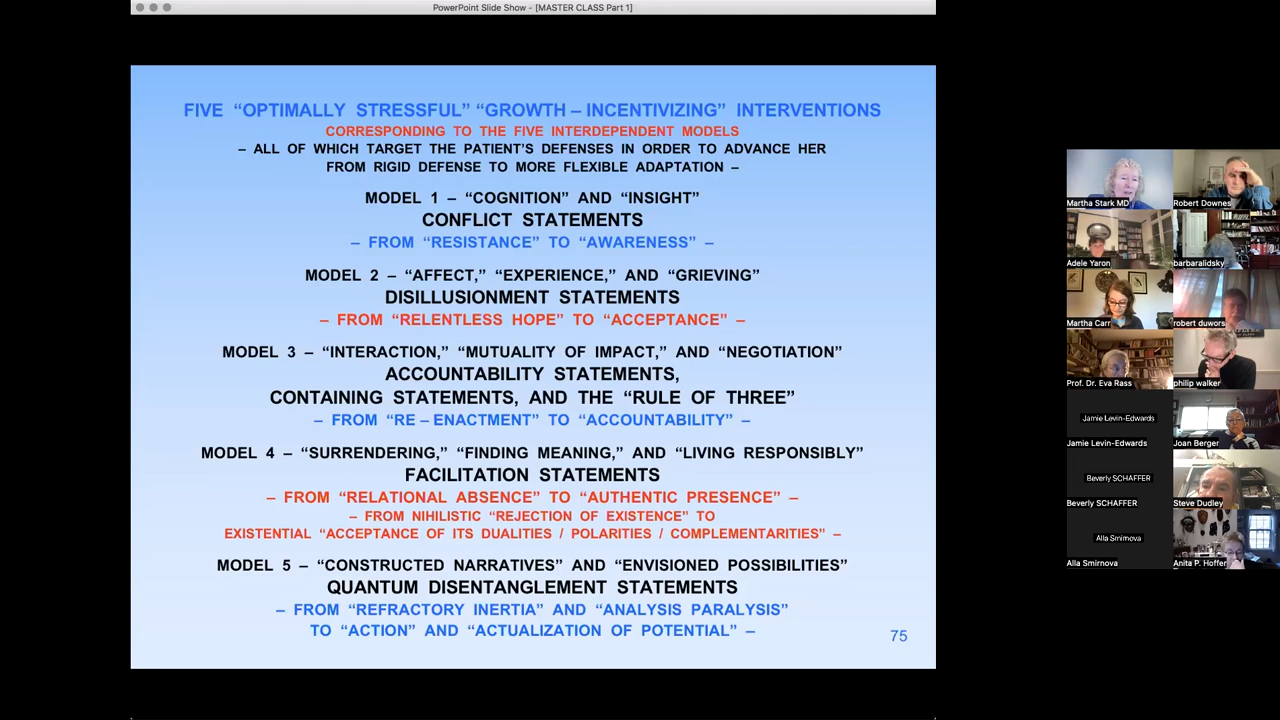 PowerPoint Slide Show - [MASTER CLASS Part 1]
FIVE “OPTIMALLY STRESSFUL” “GROWTH – INCENTIVIZING” INTERVENTIONS
CORRESPONDING TO THE FIVE INTERDEPENDENT MODELS
– ALL OF WHICH TARGET THE PATIENT’S DEFENSES IN ORDER TO ADVANCE HER
FROM RIGID DEFENSE TO MORE FLEXIBLE ADAPTATION –
MODEL 1 – “COGNITION” AND “INSIGHT”
CONFLICT STATEMENTS
– FROM “RESISTANCE” TO “AWARENESS” –
MODEL 2 – “AFFECT,” “EXPERIENCE,” AND “GRIEVING”
DISILLUSIONMENT STATEMENTS
– FROM “RELENTLESS HOPE” TO “ACCEPTANCE” –
MODEL 3 – “INTERACTION,” “MUTUALITY OF IMPACT,” AND “NEGOTIATION”
ACCOUNTABILITY STATEMENTS,
CONTAINING STATEMENTS, AND THE “RULE OF THREE”
– FROM “RE – ENACTMENT” TO “ACCOUNTABILITY” –
MODEL 4 – “SURRENDERING,” “FINDING MEANING,” AND “LIVING RESPONSIBLY”
FACILITATION STATEMENTS
– FROM “RELATIONAL ABSENCE” TO “AUTHENTIC PRESENCE” –
– FROM NIHILISTIC “REJECTION OF EXISTENCE” TO
EXISTENTIAL “ACCEPTANCE OF ITS DUALITIES / POLARITIES / COMPLEMENTARITIES” –
MODEL 5 – “CONSTRUCTED NARRATIVES” AND “ENVISIONED POSSIBILITIES”
QUANTUM DISENTANGLEMENT STATEMENTS
– FROM “REFRACTORY INERTIA” AND “ANALYSIS PARALYSIS”
TO “ACTION” AND “ACTUALIZATION OF POTENTIAL” –
75
Martha Stark MD
Robert Downes
Adele Yaron
barbaralidsky
Martha Carr
robert duwors
Prof. Dr. Eva Rass
philip walker
Jamie Levin-Edwards
Jamie Levin-Edwards
Joan Berger
Beverly SCHAFFER
Beverly SCHAFFER
Steve Dudley
Alla Smirnova
Alla Smirnova
Anita P. Hoffer